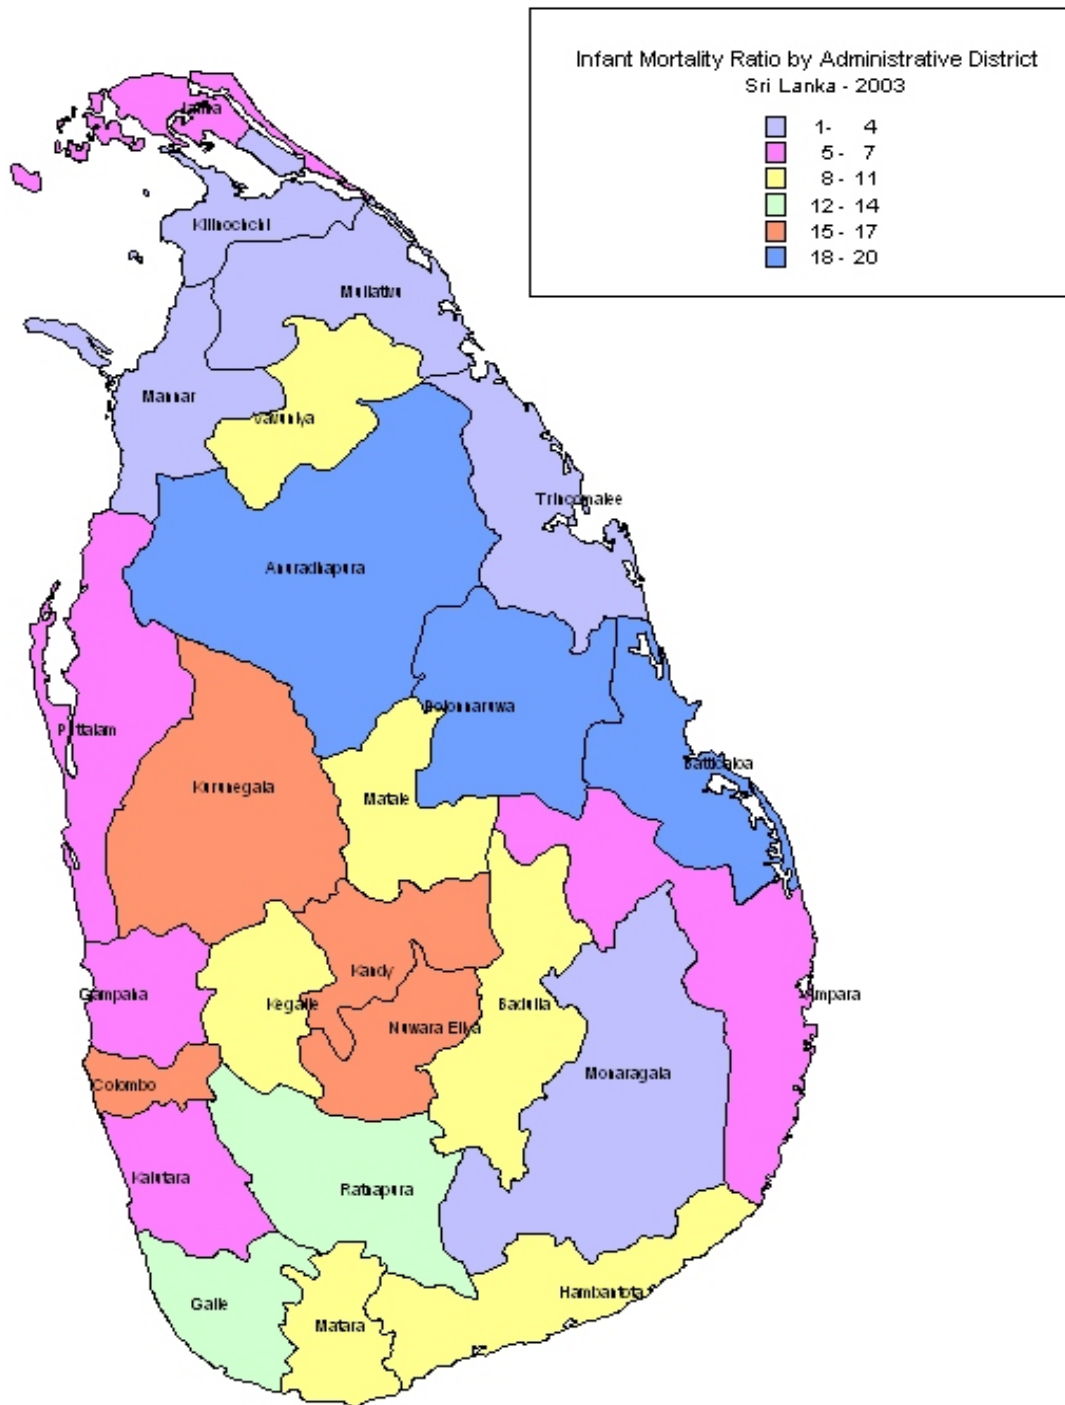 Infant Mortality Ratio by Administrative District
Sri Lanka - 2003
1- 4
5 - 7
8 - 11
12 - 14
15 - 17
18 - 20
Jaffna
Kilinochchi
Mullativu
Mannar
Vavuniya
Trincomalee
Anuradhapura
Polonnaruwa
Puttalam
Batticaloa
Kurunegala
Matale
Kandy
Gampaha
Kegalle
Badulla
Ampara
Nuwara Eliya
Monaragala
Colombo
Kalutara
Ratnapura
Hambantota
Galle
Matara